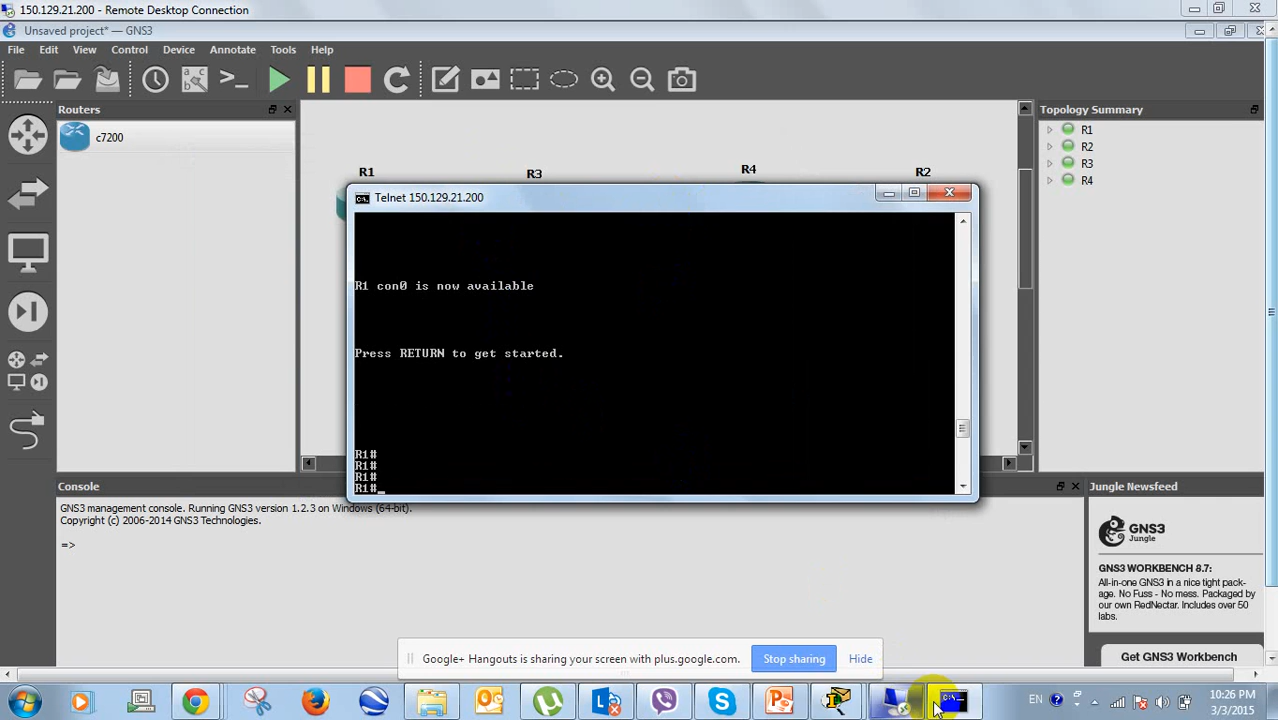 150.129.21.200 - Remote Desktop Connection
Unsaved project* — GNS3
File Edit View Control Device Annotate Tools Help
Routers
c7200
R1 R3 R4 R2
Topology Summary
R1
R2
R3
R4
Telnet 150.129.21.200
R1 con0 is now available
Press RETURN to get started.
R1#
R1#
R1#
R1#_
Console
GNS3 management console. Running GNS3 version 1.2.3 on Windows (64-bit).
Copyright (c) 2006-2014 GNS3 Technologies.
=>
Jungle Newsfeed
GNS3
Jungle
GNS3 WORKBENCH 8.7:
All-in-one GNS3 in a nice tight pack-
age. No Fuss - No mess. Packaged by
our own RedNectar. Includes over 50
labs.
Get GNS3 Workbench
Google+ Hangouts is sharing your screen with plus.google.com. Stop sharing Hide
EN
10:26 PM
3/3/2015